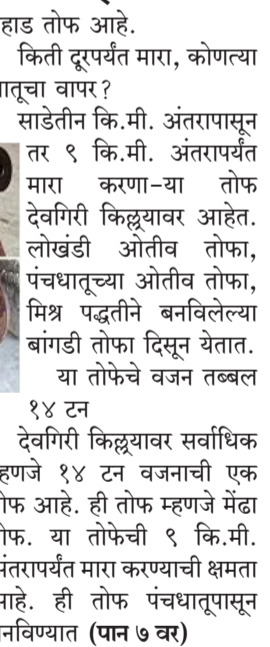 हाड तोफ आहे.
किती दूरपर्यंत मारा, कोणत्या
ातूचा वापर?
साडेतीन कि.मी. अंतरापासून
तर ९ कि.मी. अंतरापर्यंत
मारा करणा-या तोफ
देवगिरी किल्ल्यावर आहेत.
लोखंडी ओतीव तोफा,
पंचधातूच्या ओतीव तोफा,
मिश्र पद्धतीने बनविलेल्या
बांगडी तोफा दिसून येतात.
या तोफेचे वजन तब्बल
१४ टन
देवगिरी किल्ल्यावर सर्वाधिक
हणजे १४ टन वजनाची एक
ोफ आहे. ही तोफ म्हणजे मेंढा
ोफ. या तोफेची ९ कि.मी.
अंतरापर्यंत मारा करण्याची क्षमता
आहे. ही तोफ पंचधातूपासून
नविण्यात (पान ७ वर)